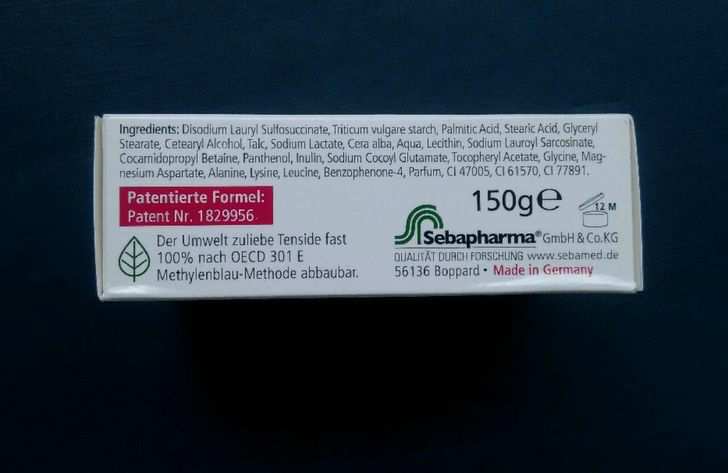 Ingredients: Disodium Lauryl Sulfosuccinate, Triticum vulgare starch, Palmitic Acid, Stearic Acid, Glyceryl
Stearate, Cetearyl Alcohol, Talc, Sodium Lactate, Cera alba, Aqua, Lecithin, Sodium Lauroyl Sarcosinate,
Cocamidopropyl Betaine, Panthenol, Inulin, Sodium Cocoyl Glutamate, Tocopheryl Acetate, Glycine, Mag-
nesium Aspartate, Alanine, Lysine, Leucine, Benzophenone-4, Parfum, CI 47005, CI 61570, CI 77891.
Patentierte Formel:
Patent Nr. 1829956
Der Umwelt zuliebe Tenside fast
100% nach OECD 301 E
Methylenblau-Methode abbaubar.
150g℮
12 M
Sebapharma® GmbH & Co.KG
QUALITÄT DURCH FORSCHUNG www.sebamed.de
56136 Boppard • Made in Germany